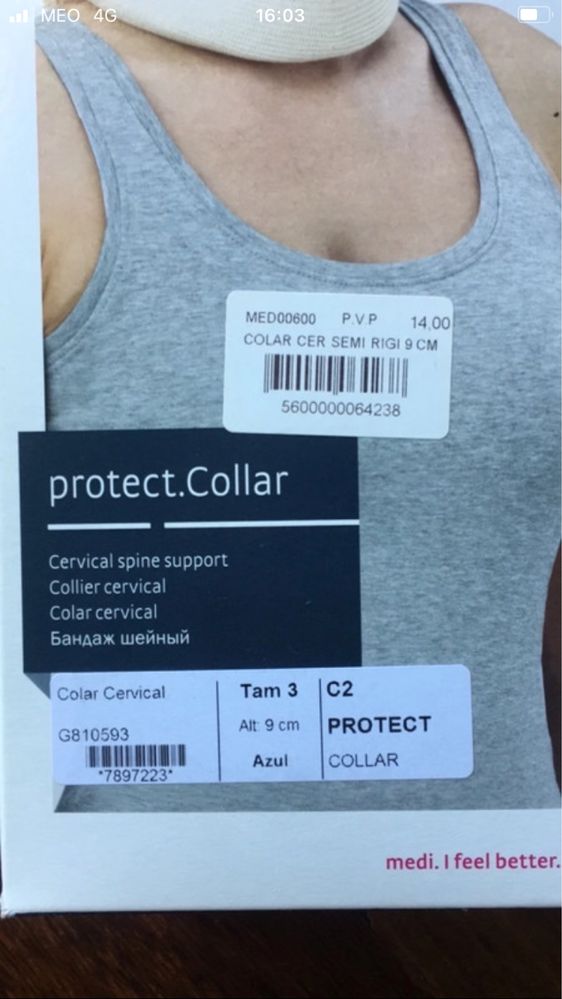 MEO 4G 16:03
MED00600 P.V.P 14,00
COLAR CER SEMI RIGI 9 CM
5600000064238
protect.Collar
Cervical spine support
Collier cervical
Colar cervical
Бандаж шейный
Colar Cervical
G810593
*7897223*
Tam 3
Alt: 9 cm
Azul
C2
PROTECT
COLLAR
medi. I feel better.